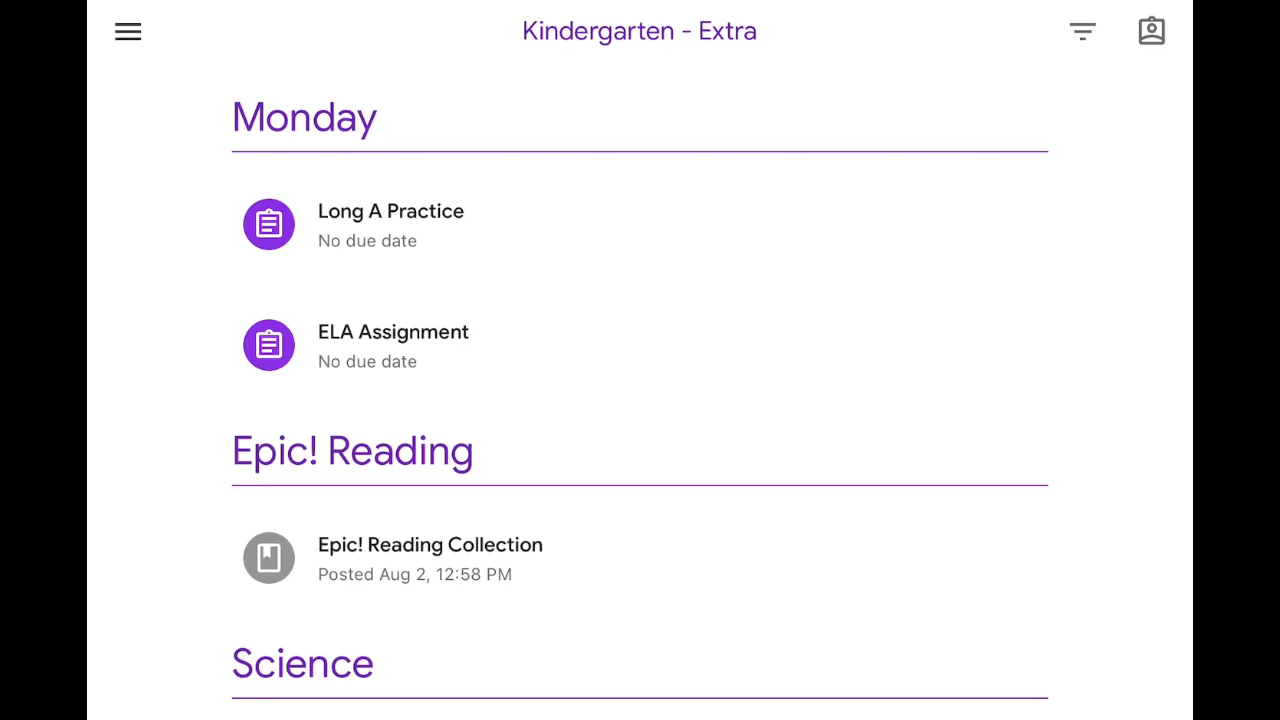 Kindergarten - Extra
Monday
Long A Practice
No due date
ELA Assignment
No due date
Epic! Reading
Epic! Reading Collection
Posted Aug 2, 12:58 PM
Science